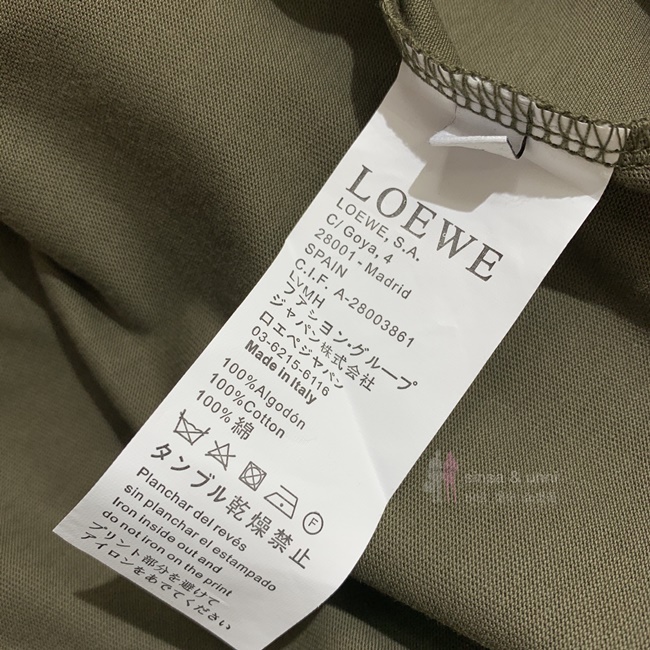 LOEWE
LOEWE, S.A.
C/ Goya, 4
28001 - Madrid
SPAIN
C.I.F. A-28003861
LVMH
ファションン・グループ
ジャパン株式会社
ロエベジャパン
03-6215-6116
Made in Italy
100%Algodón
100%Cotton
100%綿
F
タンブル乾燥禁止
Planchar del revés
sin planchar el estampado
Iron inside out and
do not iron on the print
プリント部分を避けて
アイロンをあでてください